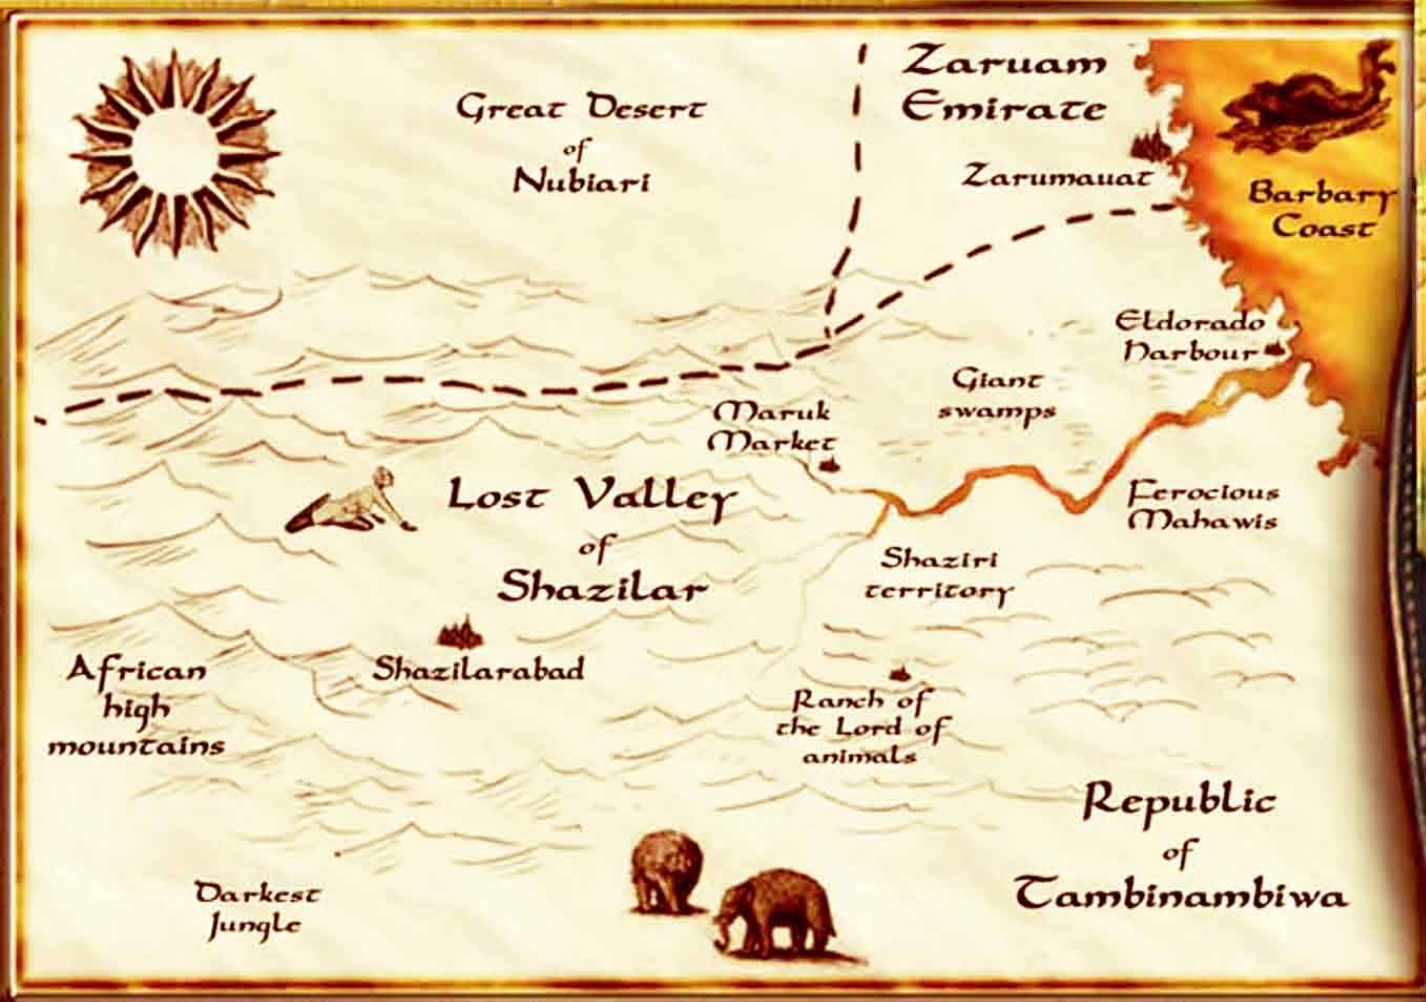 Great Desert
of
Nubiari
Zaruam
Emirate
Zarumauat
Barbary
Coast
Eldorado
Harbour
Giant
swamps
Maruk
Market
Lost Valley
of
Shazilar
Ferocious
Mahawis
Shaziri
territory
Shazilarabad
African
high
mountains
Ranch of
the Lord of
animals
Republic
of
Tambinambiwa
Darkest
Jungle